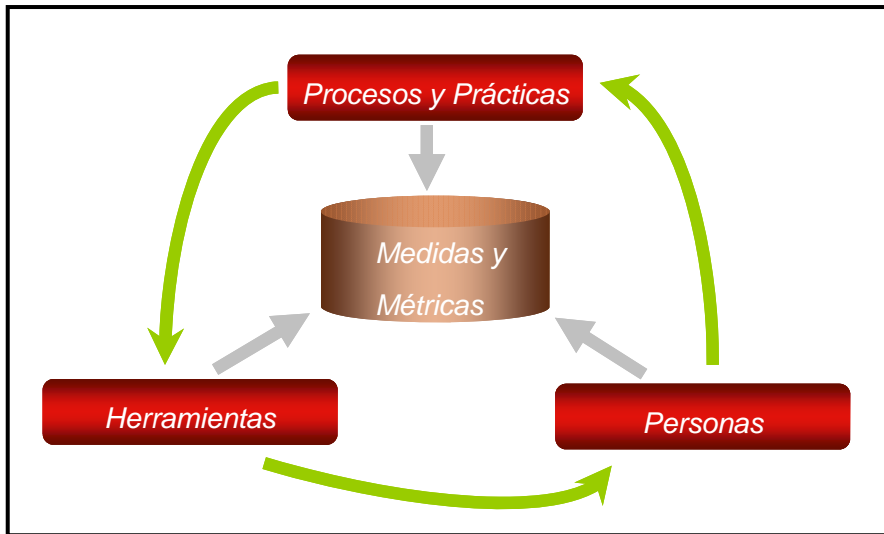 Procesos y Prácticas
Medidas y
Métricas
Herramientas
Personas